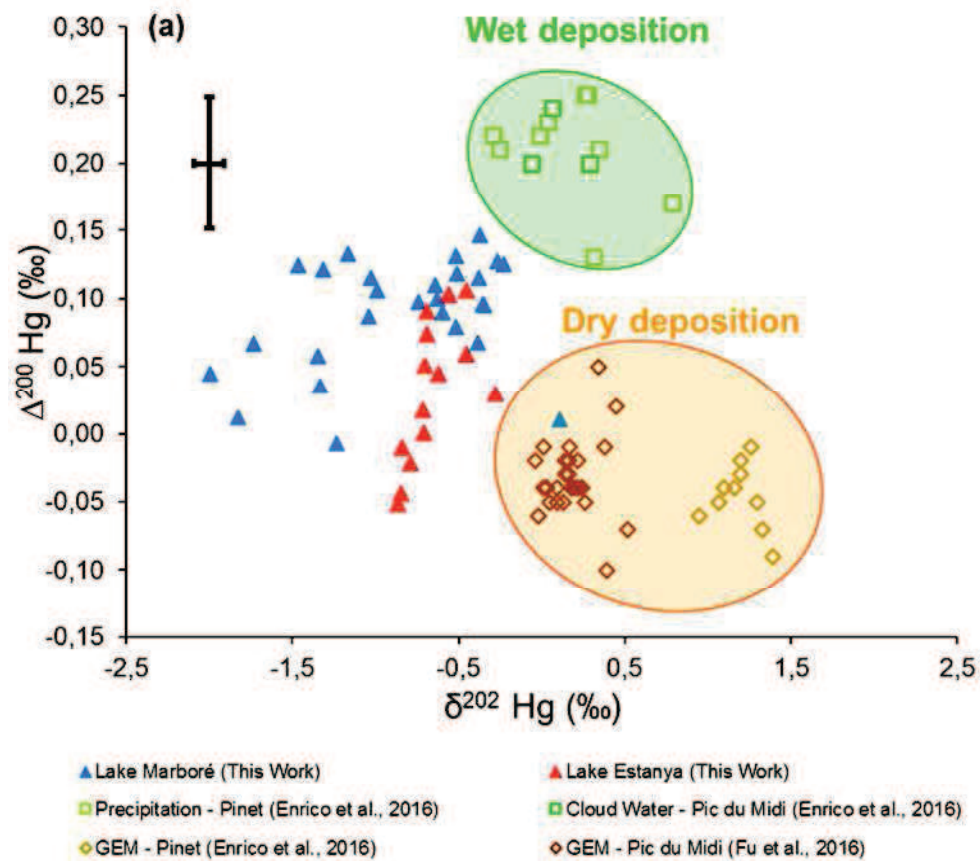 (a)
Wet deposition
0,30
0,25
0,20
0,15
Dry deposition
0,10
0,05
0,00
-0,05
-0,10
-0,15
Δ²⁰⁰ Hg (‰)
-2,5 -1,5 -0,5 0,5 1,5 2,5
δ²⁰² Hg (‰)
Lake Marboré (This Work) Lake Estanya (This Work)
Precipitation - Pinet (Enrico et al., 2016) Cloud Water - Pic du Midi (Enrico et al., 2016)
GEM - Pinet (Enrico et al., 2016) GEM - Pic du Midi (Fu et al., 2016)